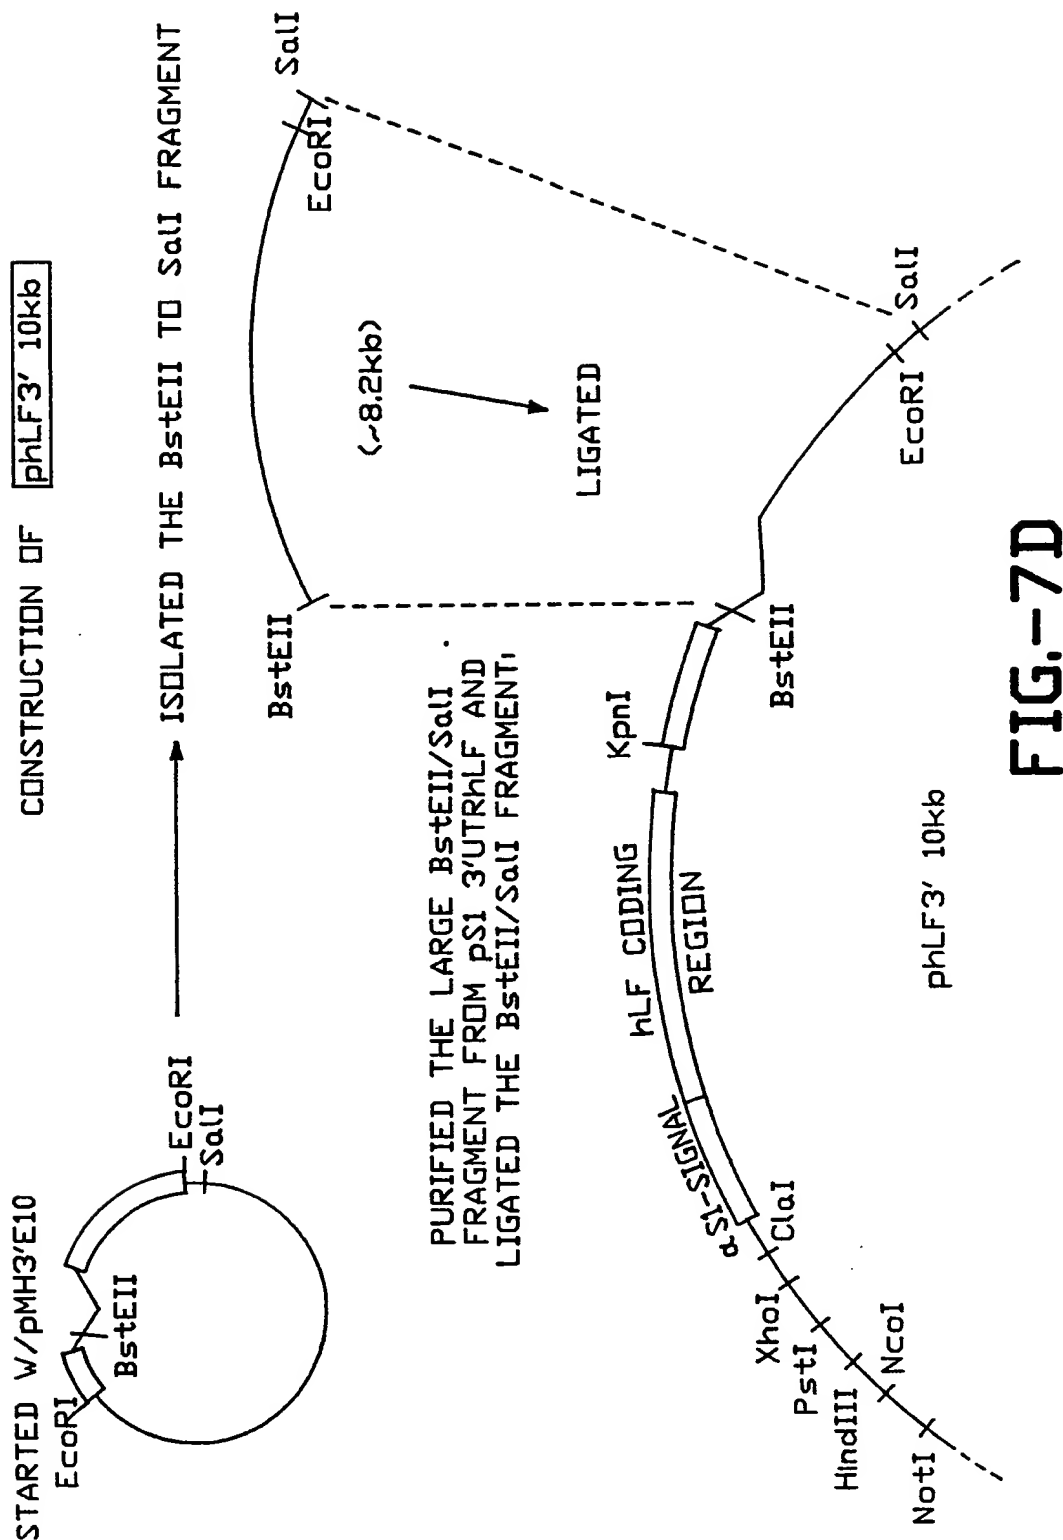 CONSTRUCTION OF phLF3' 10kb
STARTED W/pMH3'E10
ISOLATED THE BstEII TO SalI FRAGMENT
EcoRI
BstEII
EcoRI
SalI
BstEII
EcoRI
SalI
(~8.2kb)
LIGATED
PURIFIED THE LARGE BstEII/SalI
FRAGMENT FROM pS1 3'UTRhLF AND
LIGATED THE BstEII/SalI FRAGMENT:
NotI
HindIII
NcoI
PstI
XhoI
ClaI
αS1-SIGNAL
hLF CODING
REGION
KpnI
BstEII
EcoRI
SalI
phLF3' 10kb
FIG.-7D